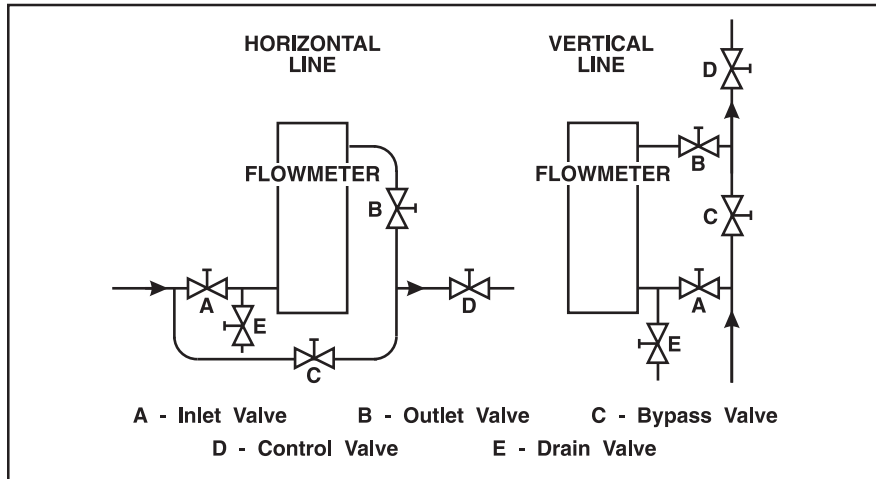 HORIZONTAL
LINE
FLOWMETER
B
A
E
D
C
VERTICAL
LINE
D
FLOWMETER
B
C
A
E
A - Inlet Valve B - Outlet Valve C - Bypass Valve
D - Control Valve E - Drain Valve